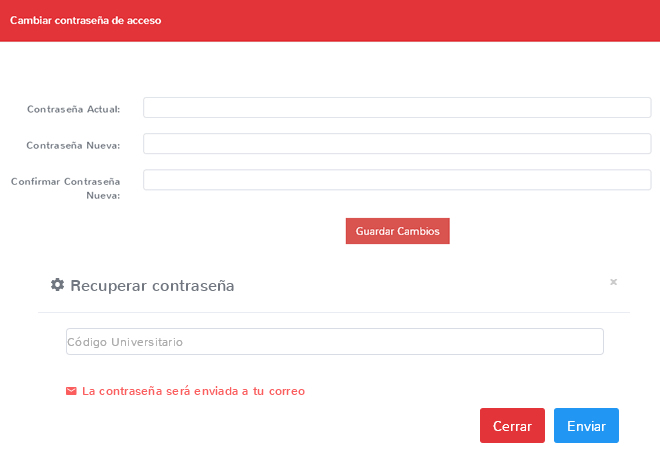 Cambiar contraseña de acceso
Contraseña Actual:
Contraseña Nueva:
Confirmar Contraseña
Nueva:
Guardar Cambios
Recuperar contraseña ×
Código Universitario
La contraseña será enviada a tu correo
Cerrar Enviar